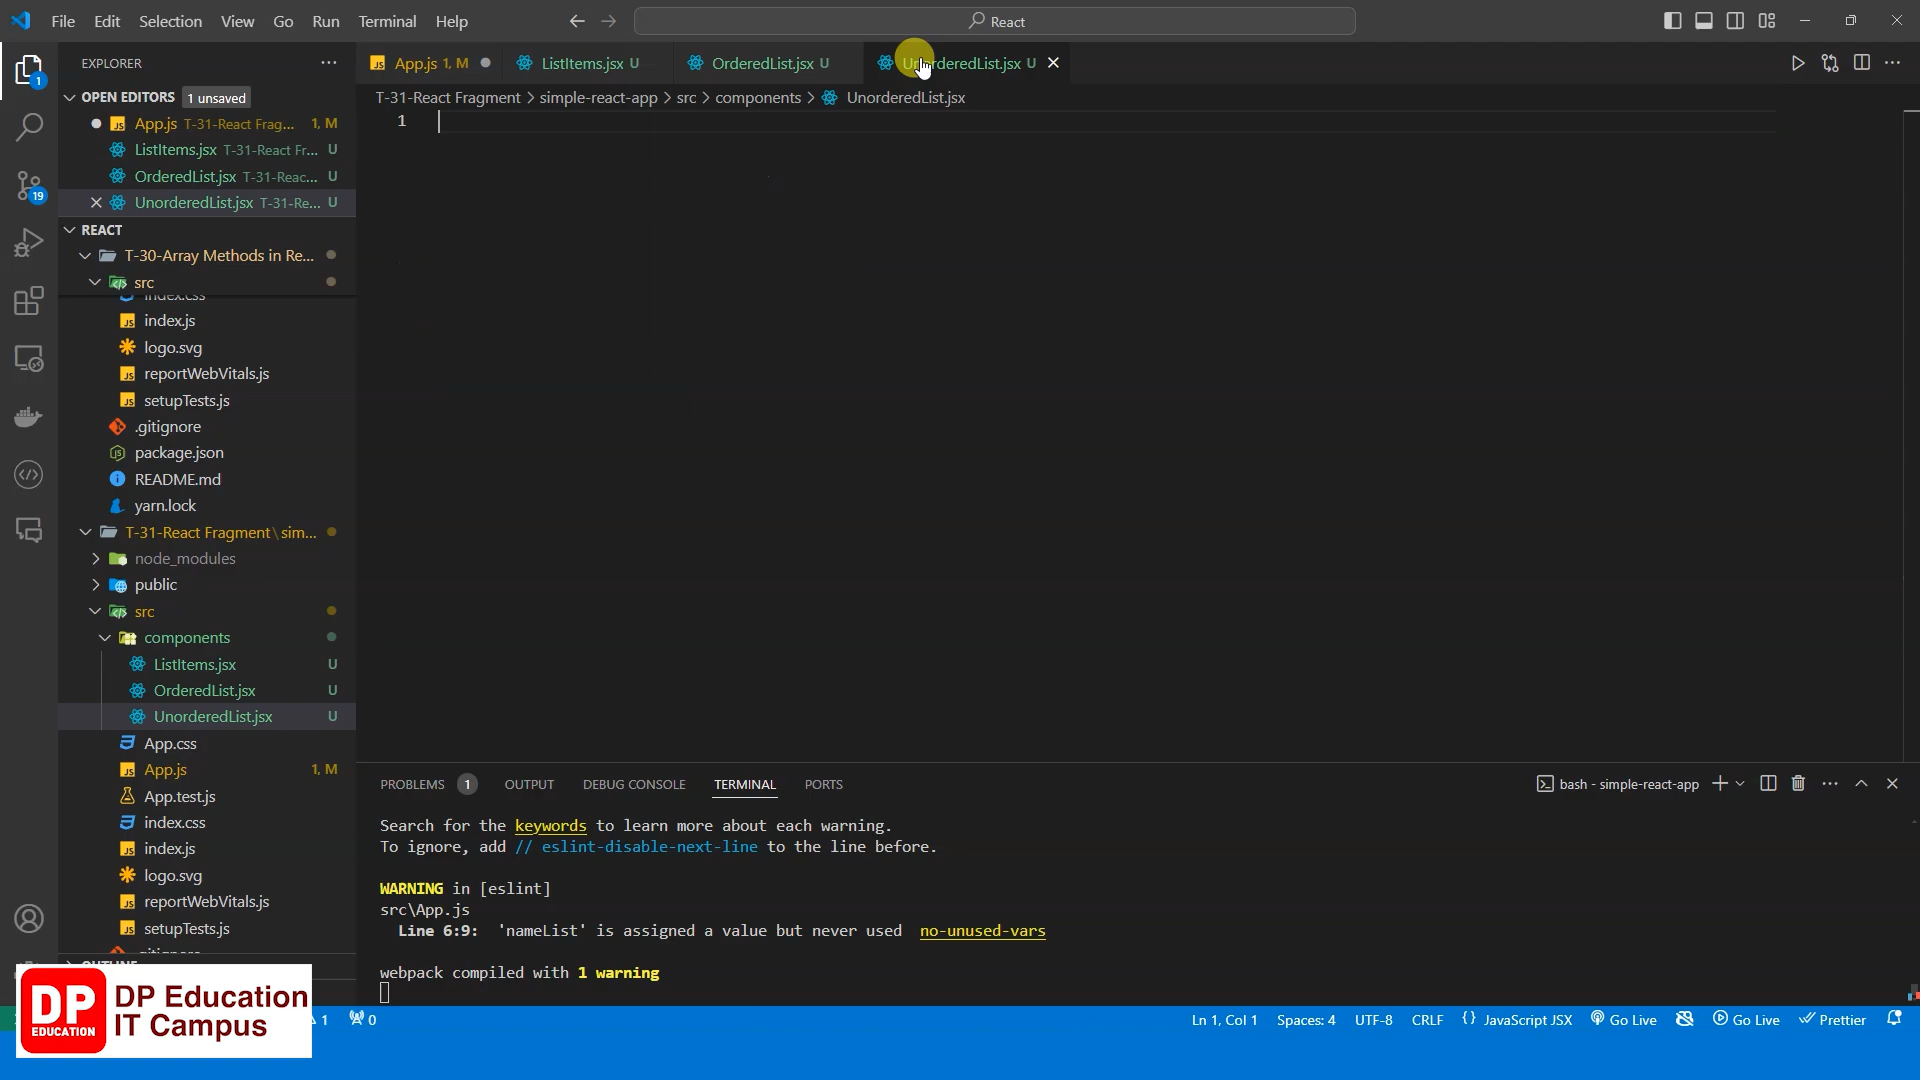 File Edit Selection View Go Run Terminal Help
React
EXPLORER
App.js 1, M
ListItems.jsx U
OrderedList.jsx U
UnorderedList.jsx U
OPEN EDITORS 1 unsaved
T-31-React Fragment > simple-react-app > src > components > UnorderedList.jsx
1
App.js T-31-React Frag... 1, M
ListItems.jsx T-31-React Fr... U
OrderedList.jsx T-31-Reac... U
UnorderedList.jsx T-31-Re... U
REACT
T-30-Array Methods in Re...
src
index.css
index.js
logo.svg
reportWebVitals.js
setupTests.js
.gitignore
package.json
README.md
yarn.lock
T-31-React Fragment\sim...
node_modules
public
src
components
ListItems.jsx U
OrderedList.jsx U
UnorderedList.jsx U
App.css
App.js 1, M
App.test.js
index.css
index.js
logo.svg
reportWebVitals.js
setupTests.js
1
19
PROBLEMS 1 OUTPUT DEBUG CONSOLE TERMINAL PORTS
bash - simple-react-app
Search for the keywords to learn more about each warning.
To ignore, add // eslint-disable-next-line to the line before.
WARNING in [eslint]
src\App.js
Line 6:9: 'nameList' is assigned a value but never used no-unused-vars
webpack compiled with 1 warning
DP EDUCATION
DP Education
IT Campus
1 0
Ln 1, Col 1 Spaces: 4 UTF-8 CRLF {} JavaScript JSX Go Live Go Live Prettier